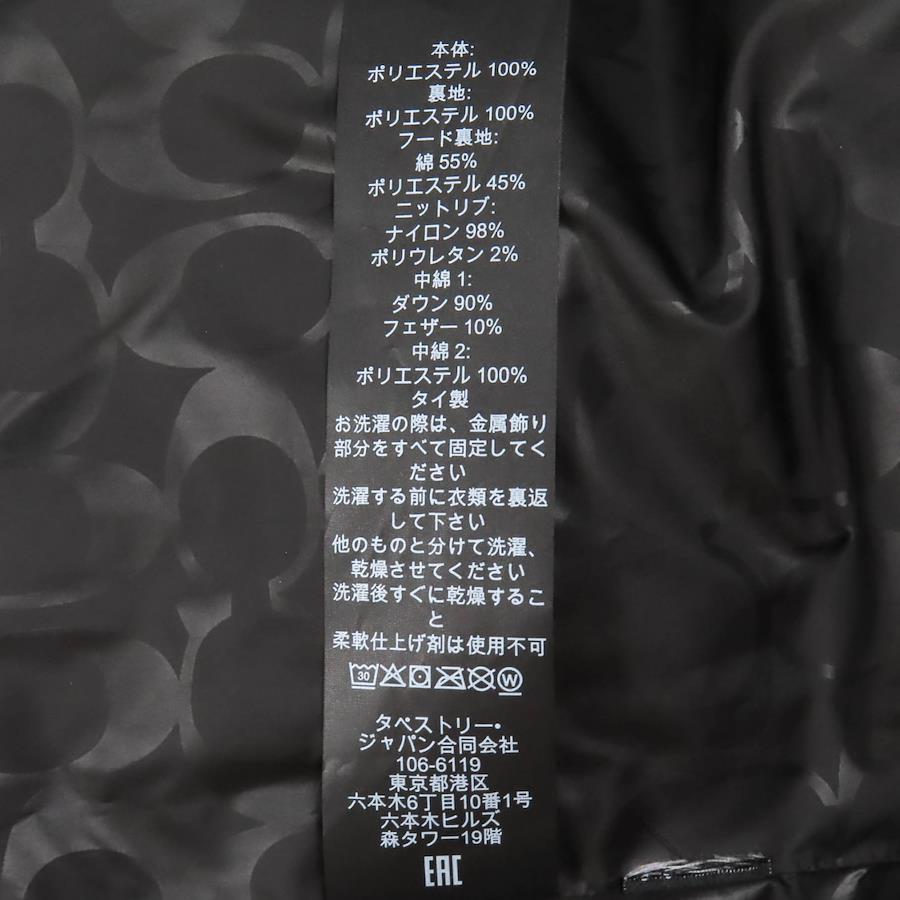 本体:
ポリエステル 100%
裏地:
ポリエステル 100%
フード裏地:
綿 55%
ポリエステル 45%
ニットリブ:
ナイロン 98%
ポリウレタン 2%
中綿 1:
ダウン 90%
フェザー 10%
中綿 2:
ポリエステル 100%
タイ製
お洗濯の際は、金属飾り
部分をすべて固定してく
ださい
洗濯する前に衣類を裏返
して下さい
他のものと分けて洗濯、
乾燥させてください
洗濯後すぐに乾燥するこ
と
柔軟仕上げ剤は使用不可
30 W
タペストリー・
ジャパン合同会社
106-6119
東京都港区
六本木6丁目10番1号
六本木ヒルズ
森タワー19階
EAC